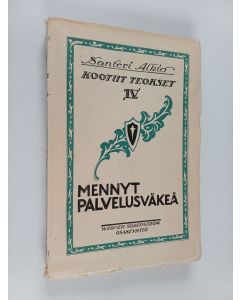 Santeri Alkio
KOOTUT TEOKSET
IV
MENNYT
PALVELUSVÄKEÄ
WERNER SÖDERSTRÖM
OSAKEYHTIÖ